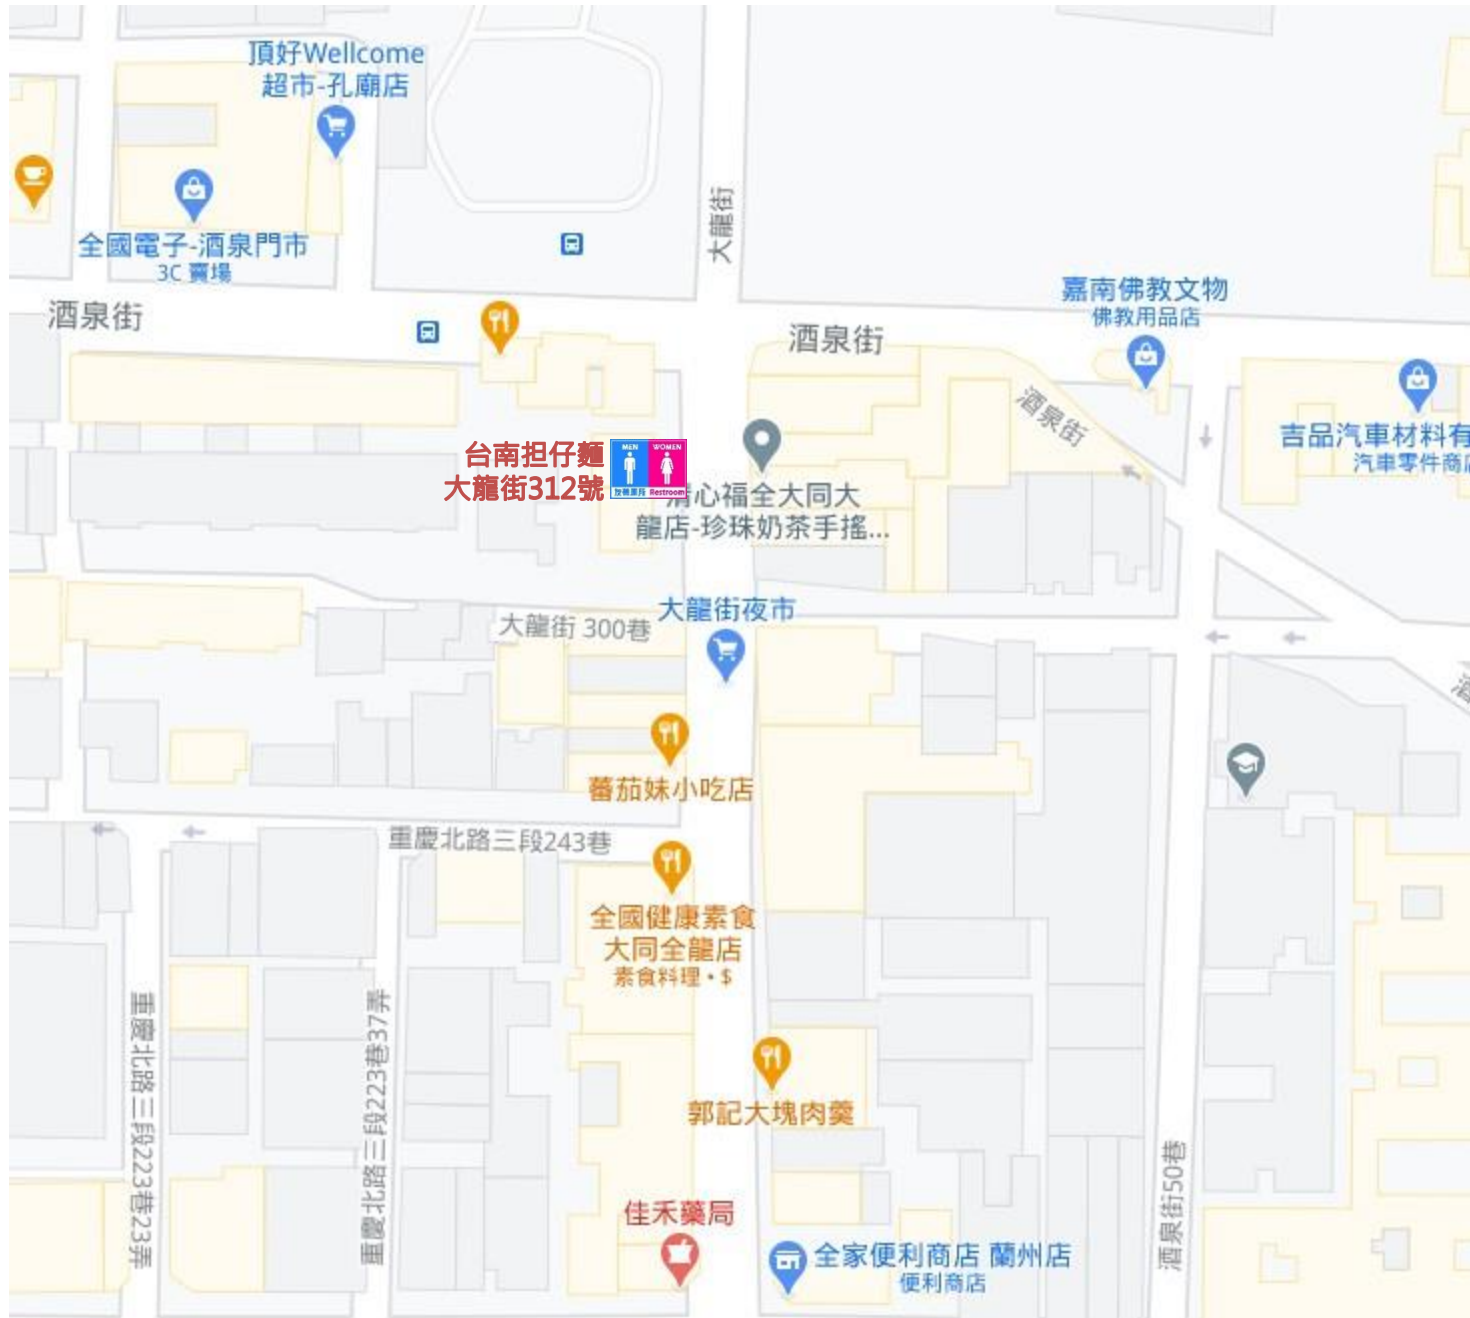 頂好Wellcome
超市-孔廟店
全國電子-酒泉門市
3C 賣場
大龍街
酒泉街
酒泉街
嘉南佛教文物
佛教用品店
酒泉街
吉品汽車材料有
汽車零件商店
台南担仔麵
大龍街312號
MEN
WOMEN
Restroom
清心福全大同大
龍店-珍珠奶茶手搖...
大龍街夜市
大龍街 300巷
蕃茄妹小吃店
重慶北路三段243巷
全國健康素食
大同全龍店
素食料理・$
重慶北路三段223巷23弄
重慶北路三段223巷37弄
郭記大塊肉羹
佳禾藥局
全家便利商店 蘭州店
便利商店
酒泉街50巷